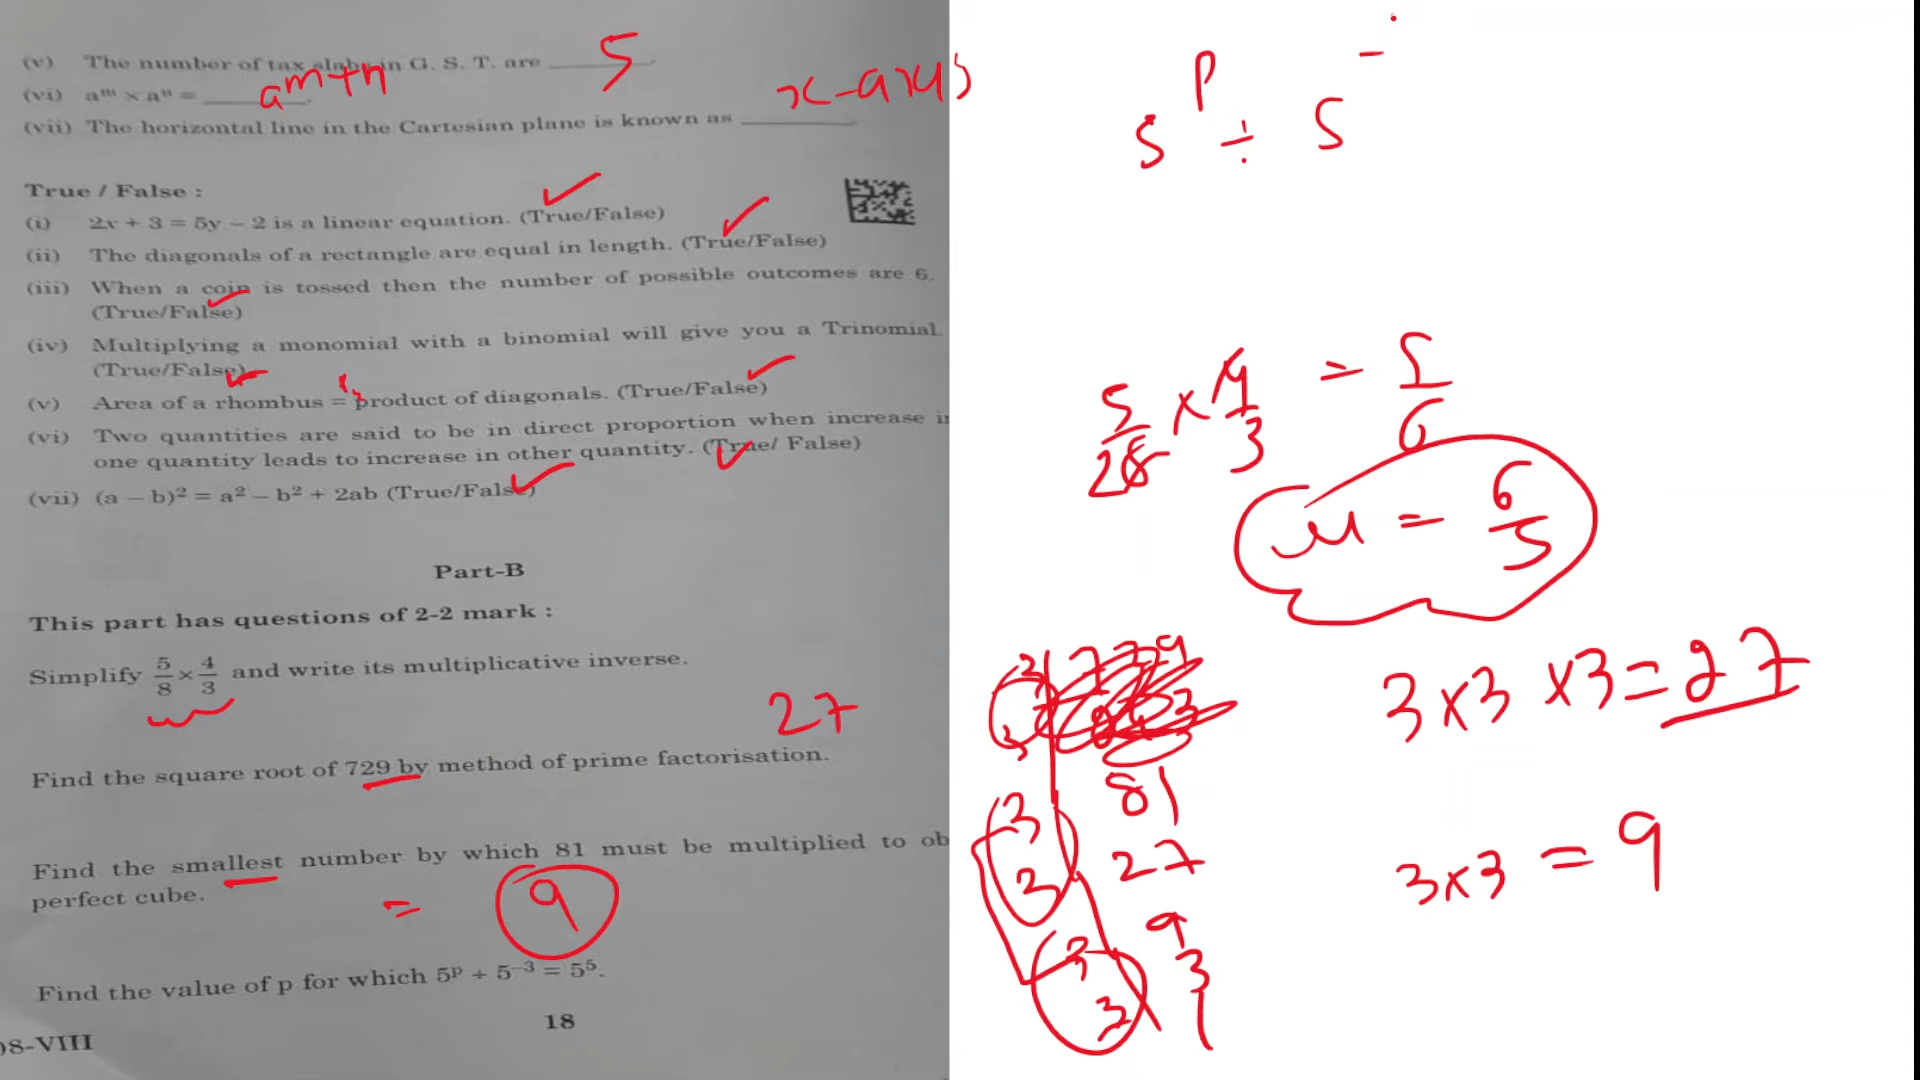 (v) The number of tax slabs in G. S. T. are ______. 5
(vi) aᵐ × aⁿ = ______. am+n
(vii) The horizontal line in the Cartesian plane is known as ______. x-axis
True / False :
(i) 2x + 3 = 5y – 2 is a linear equation. (True/False)
(ii) The diagonals of a rectangle are equal in length. (True/False)
(iii) When a coin is tossed then the number of possible outcomes are 6.
(True/False)
(iv) Multiplying a monomial with a binomial will give you a Trinomial.
(True/False)
(v) Area of a rhombus = product of diagonals. (True/False)
(vi) Two quantities are said to be in direct proportion when increase in
one quantity leads to increase in other quantity. (True/ False)
(vii) (a – b)² = a² – b² + 2ab (True/False)
Part-B
This part has questions of 2-2 mark :
Simplify 5/8 × 4/3 and write its multiplicative inverse.
27
Find the square root of 729 by method of prime factorisation.
Find the smallest number by which 81 must be multiplied to ob
perfect cube.
= 9
Find the value of p for which 5ᵖ ÷ 5⁻³ = 5⁵.
18
08-VIII
5ᵖ ÷ 5 –
5/28 × 4/3 = 5/6
= 6/5
3 × 3 × 3 = 27
3 81
3 27
3 9
3 3
1
3 × 3 = 9